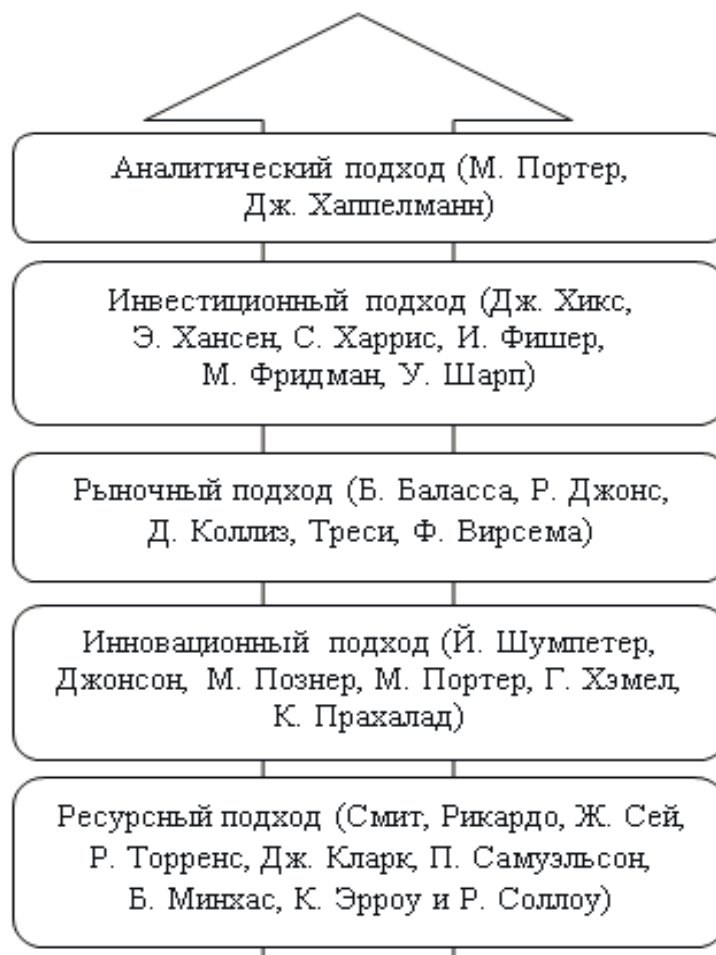 Аналитический подход (М. Портер,
Дж. Хаппелманн)
Инвестиционный подход (Дж. Хикс,
Э. Хансен, С. Харрис, И. Фишер,
М. Фридман, У. Шарп)
Рыночный подход (Б. Баласса, Р. Джонс,
Д. Коллиз, Треси, Ф. Вирсема)
Инновационный подход (Й. Шумпетер,
Джонсон, М. Познер, М. Портер, Г. Хэмел,
К. Прахалад)
Ресурсный подход (Смит, Рикардо, Ж. Сей,
Р. Торренс, Дж. Кларк, П. Самуэльсон,
Б. Минхас, К. Эрроу и Р. Соллоу)